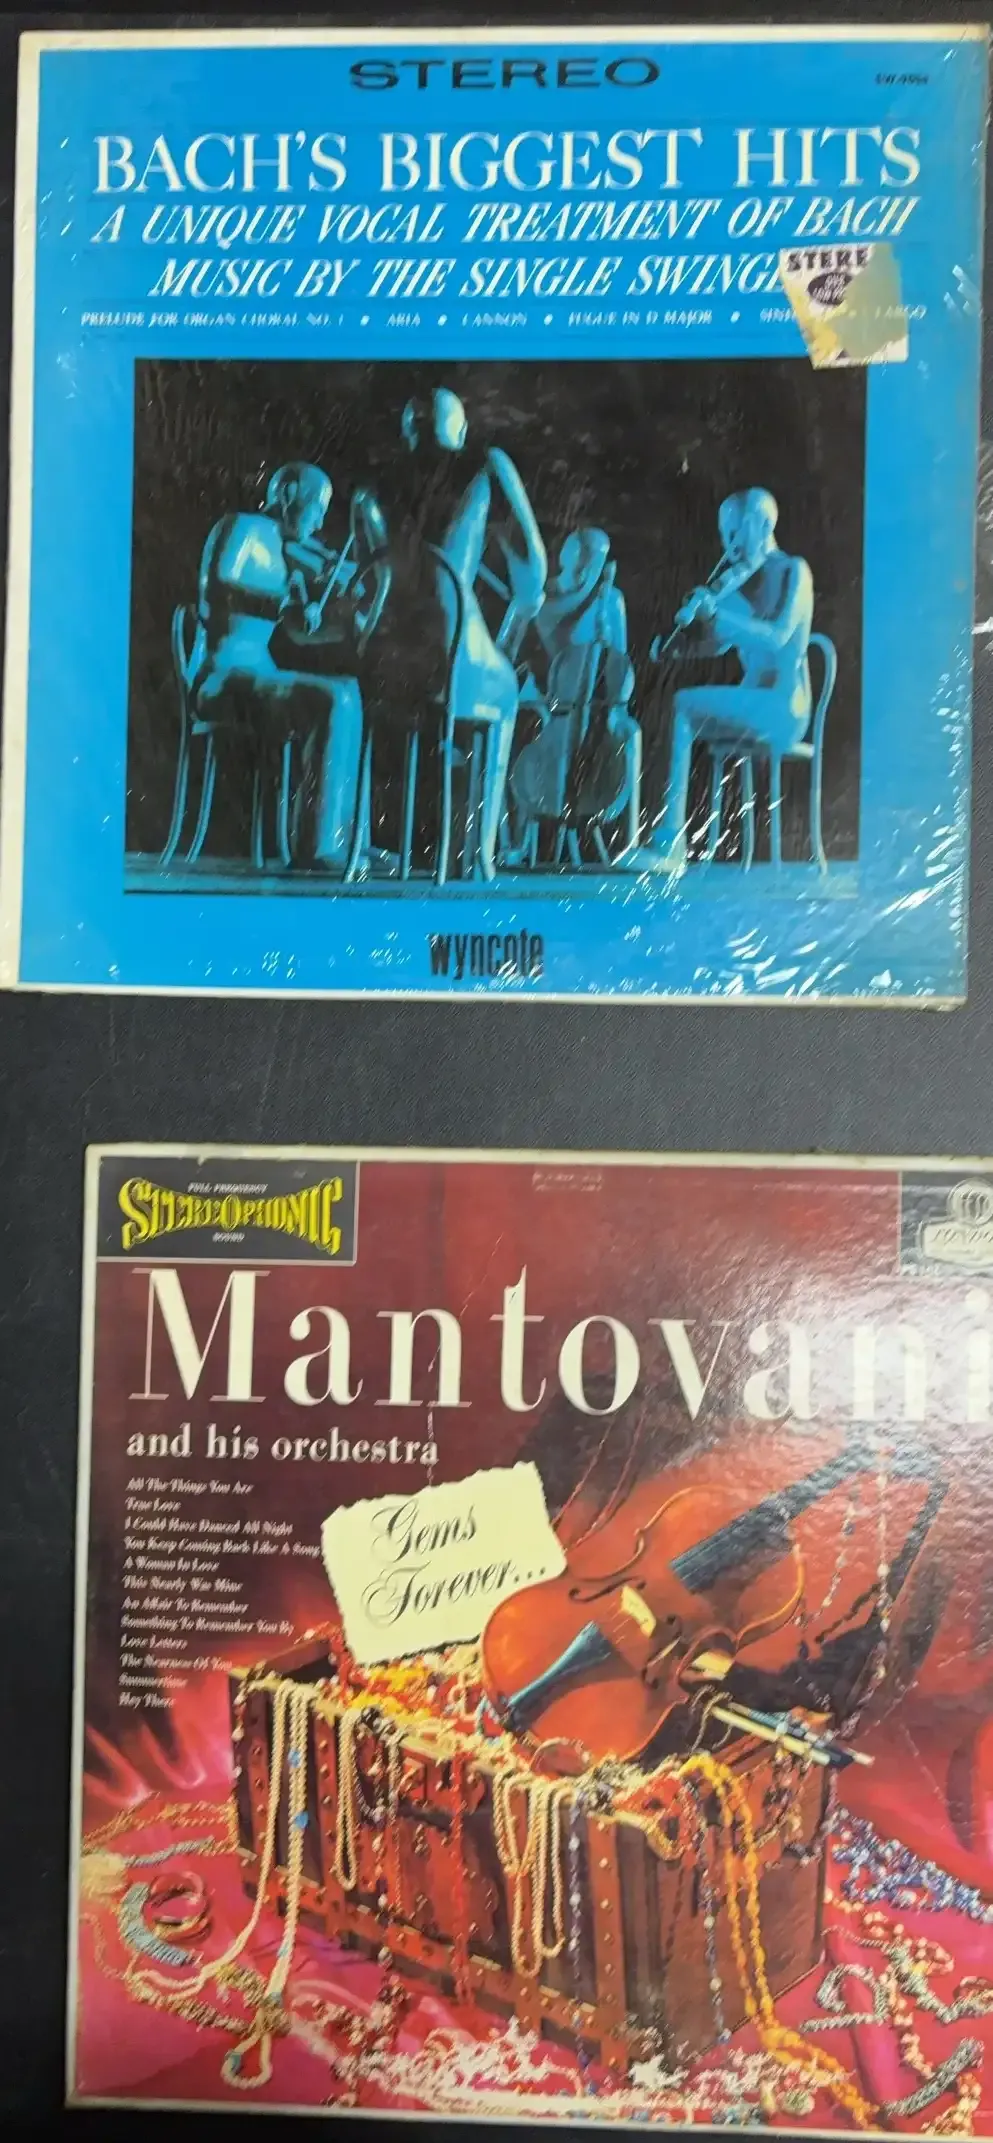 STEREO
BACH'S BIGGEST HITS
A UNIQUE VOCAL TREATMENT OF BACH
MUSIC BY THE SINGLE
STERE
PRELUDE FOR ORGAN CHORAL NO. 1 • ARIA • CANNON • FUGUE IN D MAJOR • LARGO
wyncote
FULL FREQUENCY
STEREOPHONIC
SOUND
Mantovani
and his orchestra
All The Things You Are
True Love
I Could Have Danced All Night
You Keep Coming Back Like A Song
A Woman In Love
This Nearly Was Mine
An Affair To Remember
Something To Remember You By
Love Letters
The Nearness Of You
Summertime
Hey There
Gems
Forever...